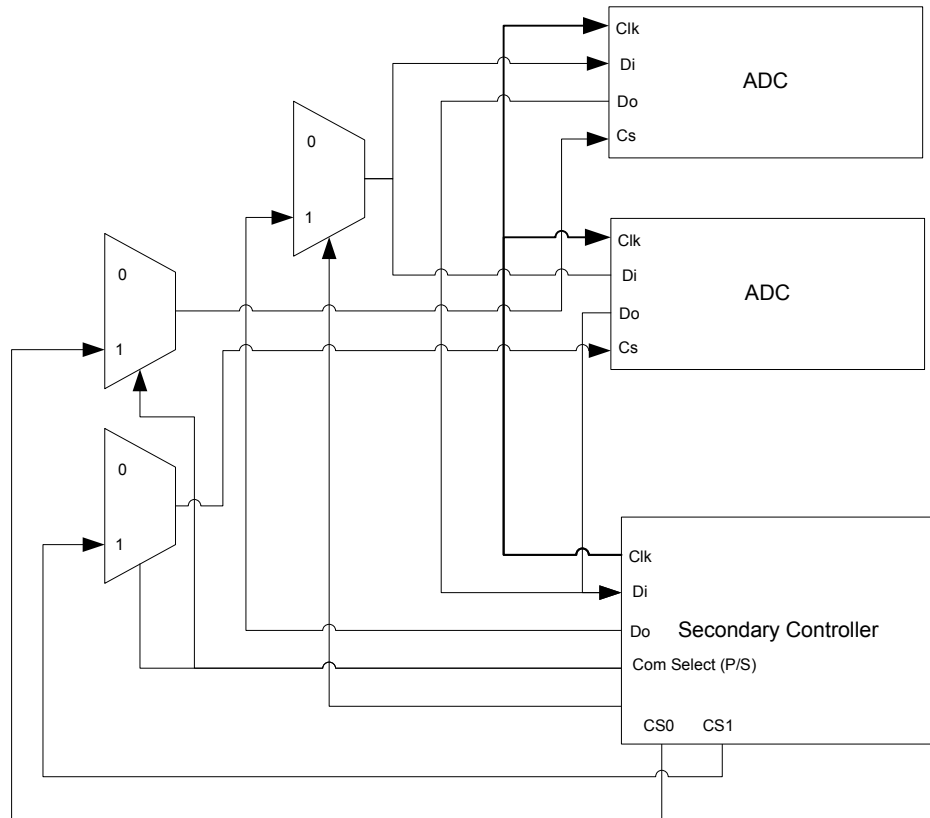 Clk
Di
ADC
Do
Cs
0
1
Clk
Di
ADC
Do
Cs
0
1
0
1
Clk
Di
Do
Secondary Controller
Com Select (P/S)
CS0 CS1